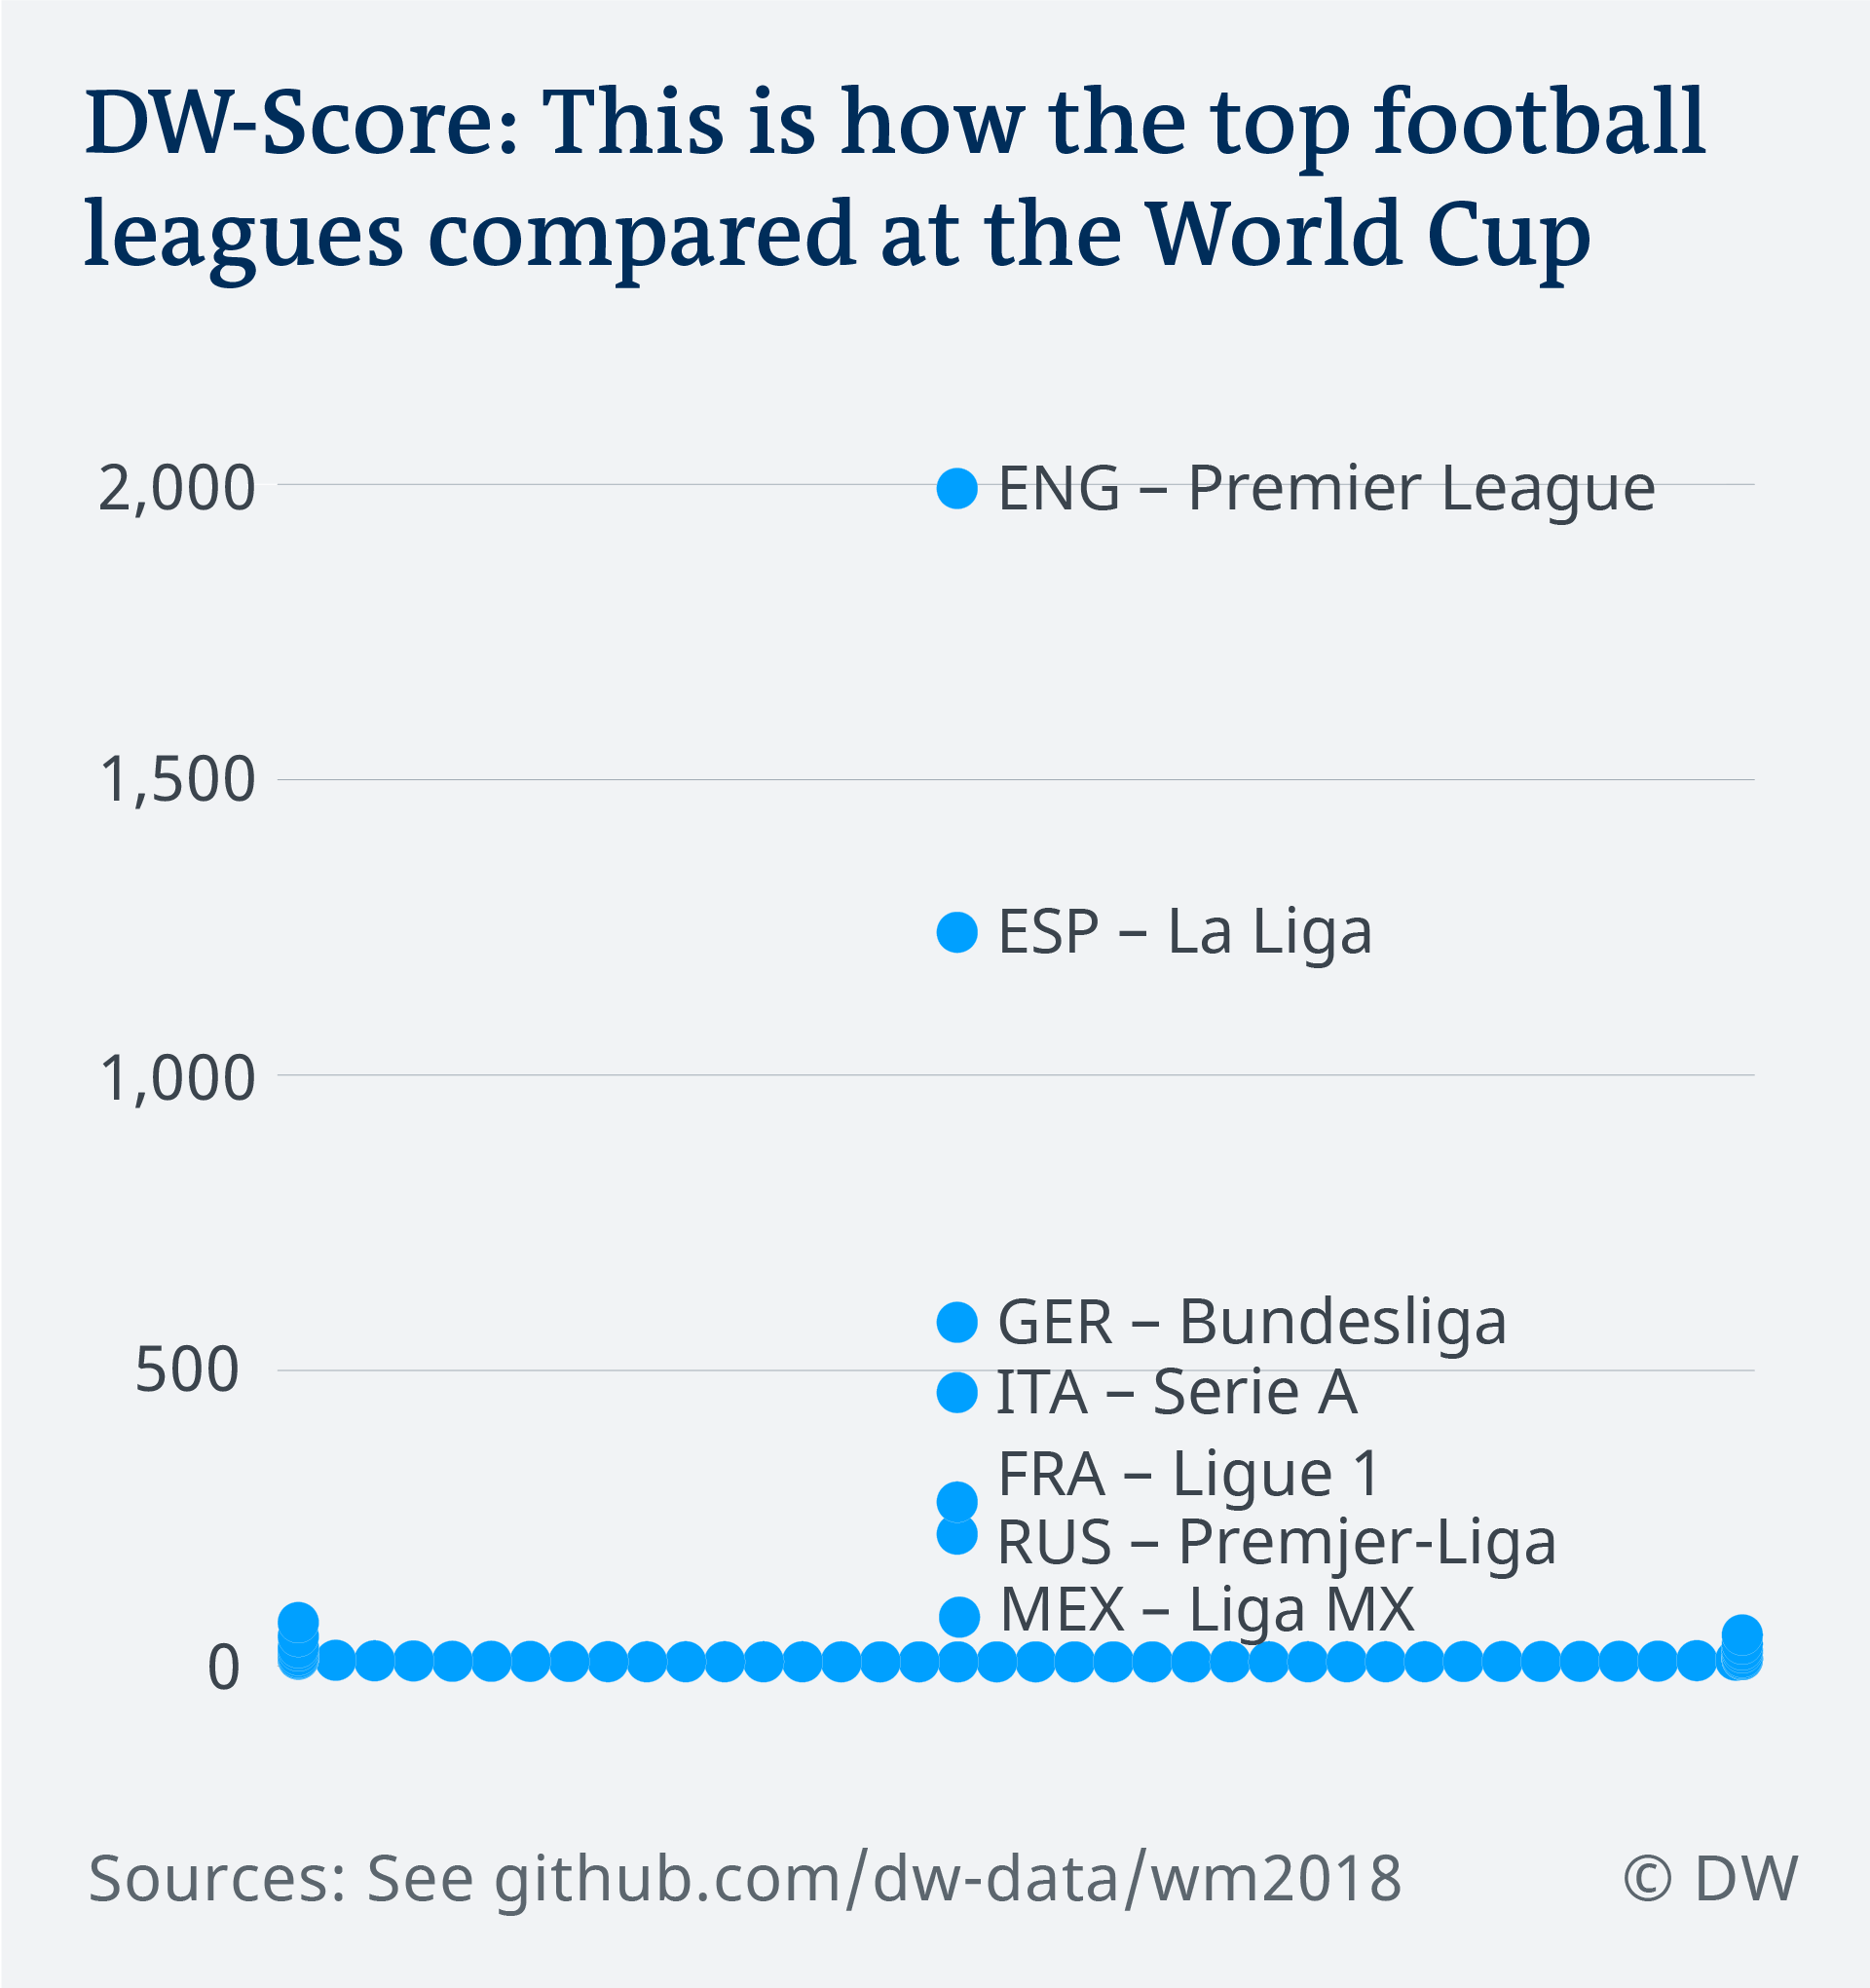 DW-Score: This is how the top football
leagues compared at the World Cup
2,000
ENG – Premier League
1,500
ESP – La Liga
1,000
GER – Bundesliga
500
ITA – Serie A
FRA – Ligue 1
RUS – Premjer-Liga
MEX – Liga MX
0
Sources: See github.com/dw-data/wm2018
© DW